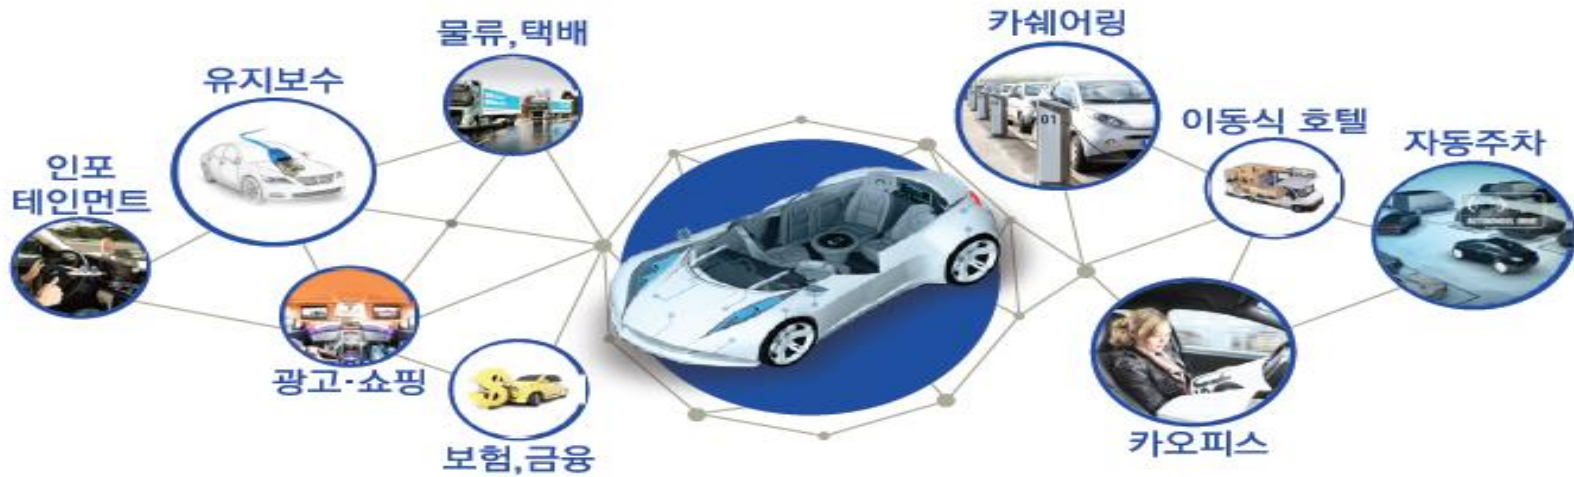 물류,택배
카쉐어링
유지보수
이동식 호텔
자동주차
인포
테인먼트
01
광고·쇼핑
카오피스
보험,금융